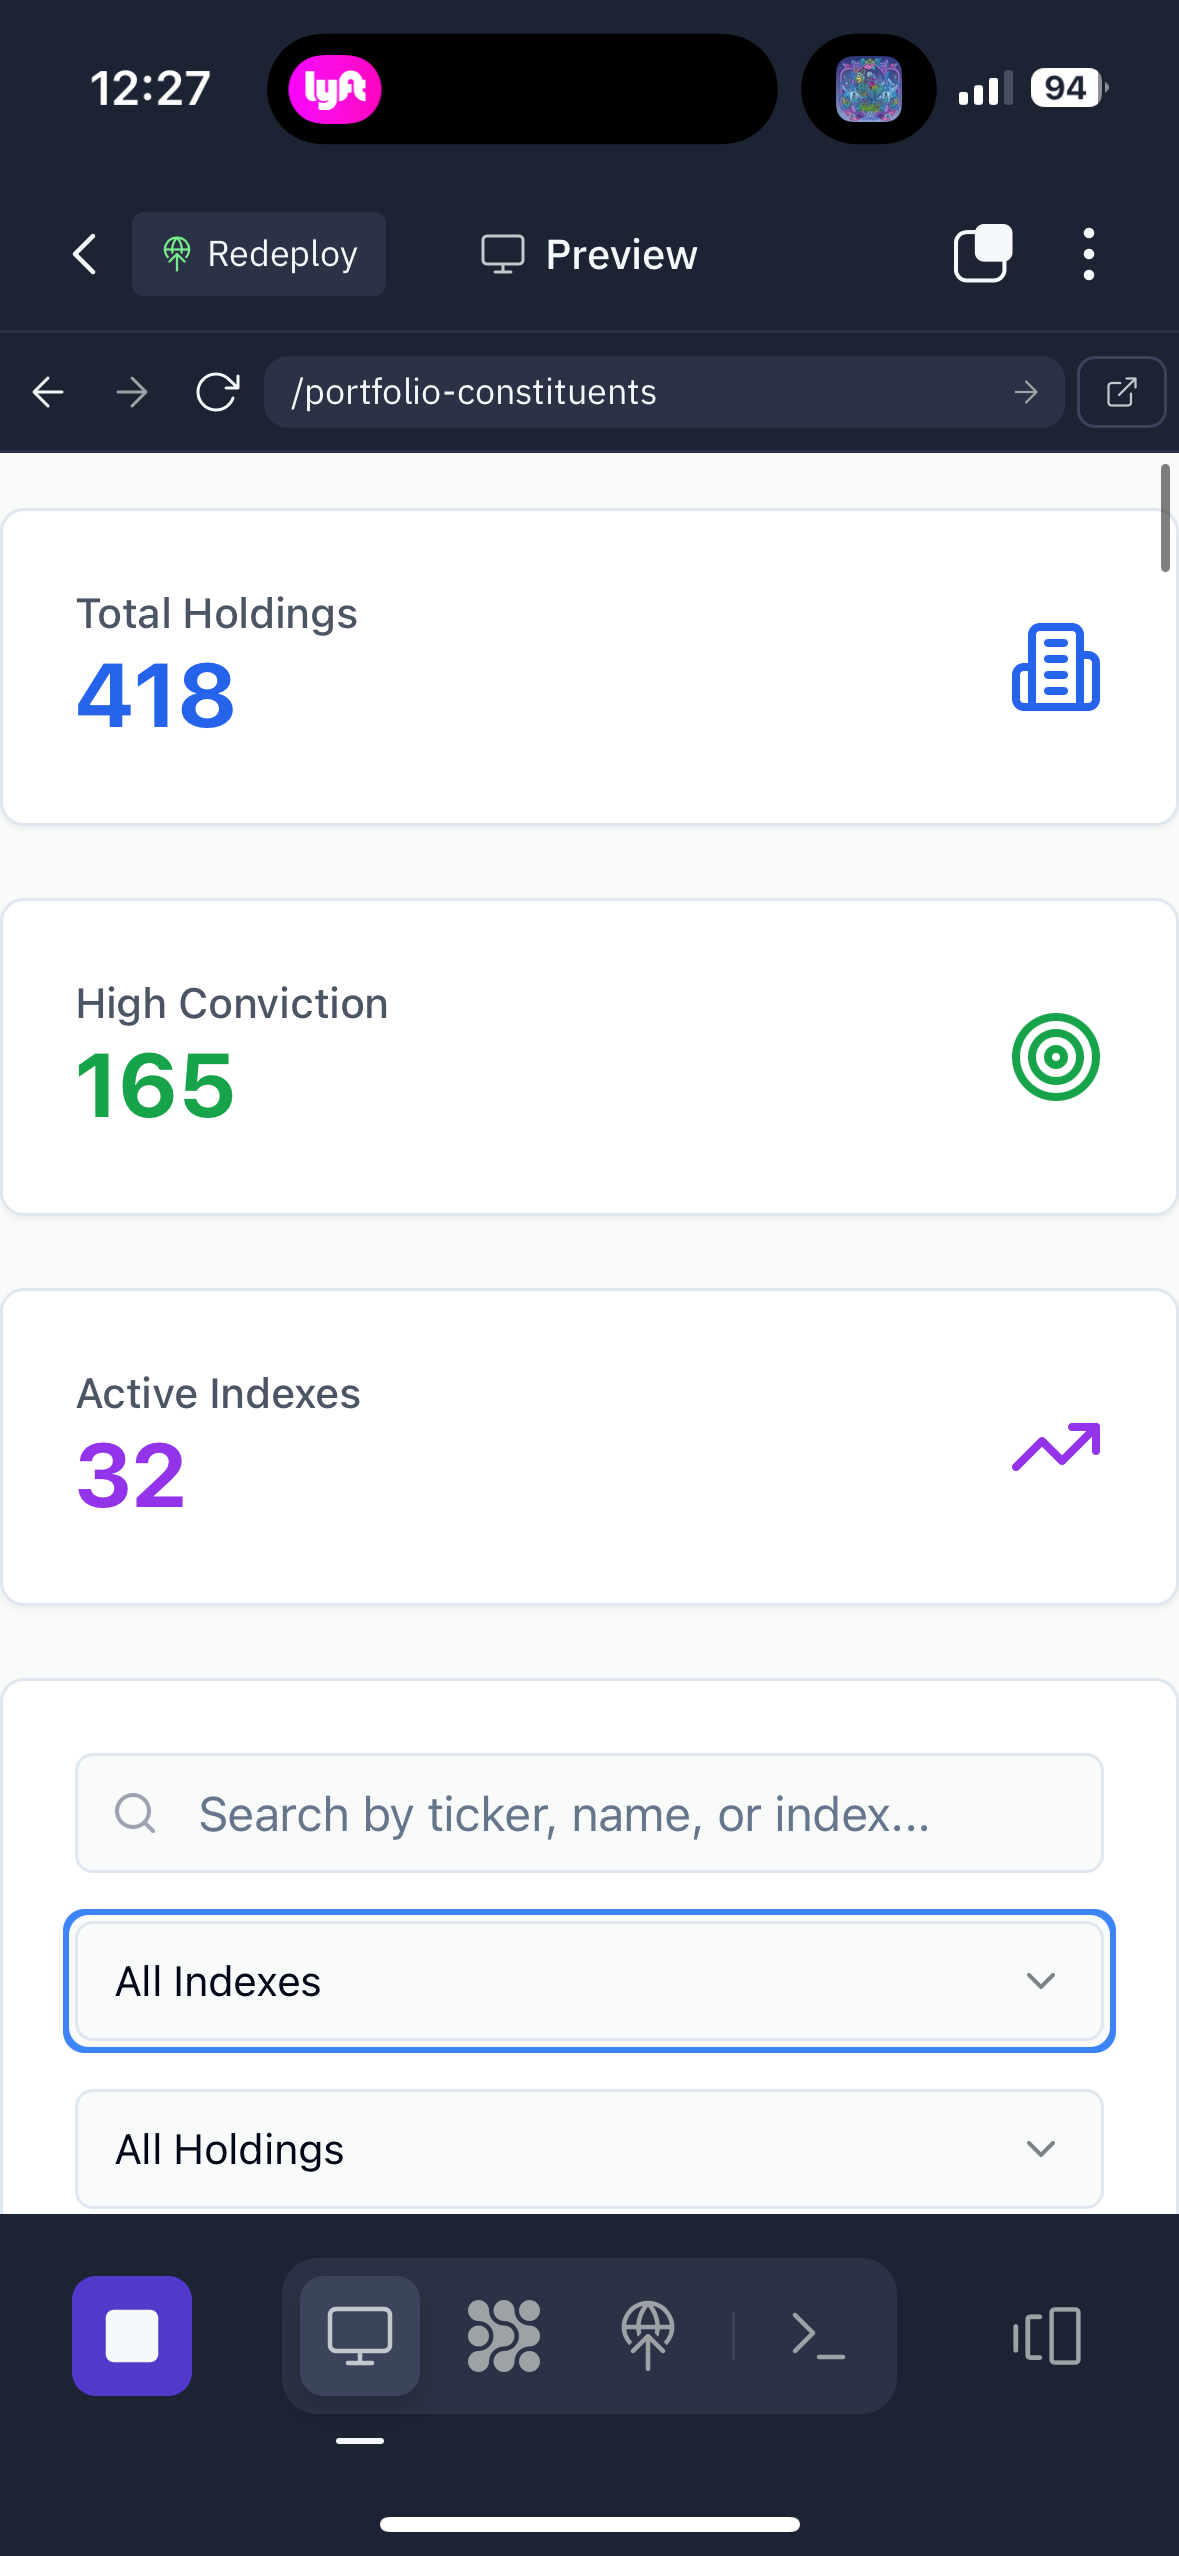 12:27
lyft
94
Redeploy
Preview
/portfolio-constituents
Total Holdings
418
High Conviction
165
Active Indexes
32
Search by ticker, name, or index...
All Indexes
All Holdings